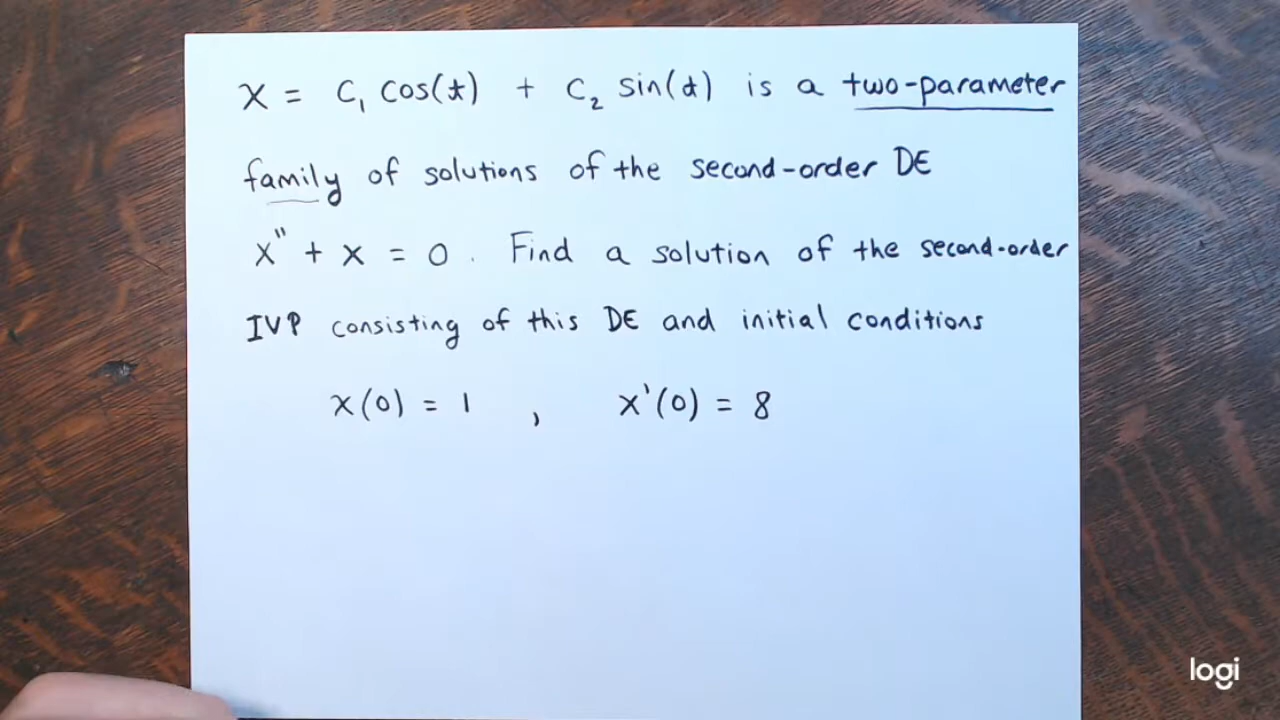 x = C₁ cos(t) + C₂ sin(t) is a two-parameter
family of solutions of the second-order DE
x" + x = 0. Find a solution of the second-order
IVP consisting of this DE and initial conditions
x(0) = 1 , x'(0) = 8
logi